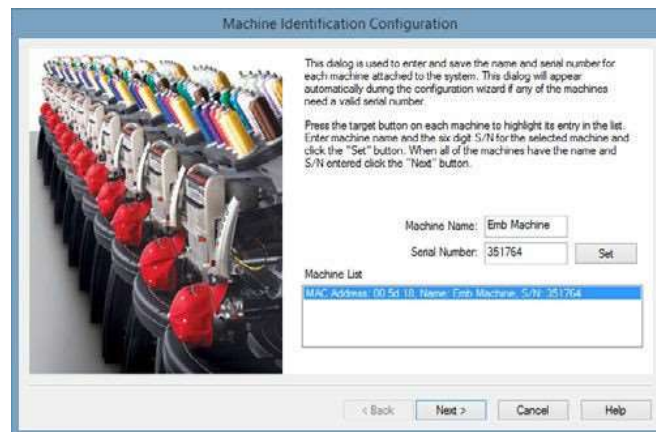 Machine Identification Configuration
This dialog is used to enter and save the name and serial number for
each machine attached to the system. This dialog will appear
automatically during the configuration wizard if any of the machines
need a valid serial number.
Press the target button on each machine to highlight its entry in the list.
Enter machine name and the six digit S/N for the selected machine and
click the "Set" button. When all of the machines have the name and
S/N entered click the "Next" button.
Machine Name: Emb Machine
Serial Number: 351764 Set
Machine List
MAC Address: 00 5d 18, Name: Emb Machine, S/N: 351764
< Back Next > Cancel Help